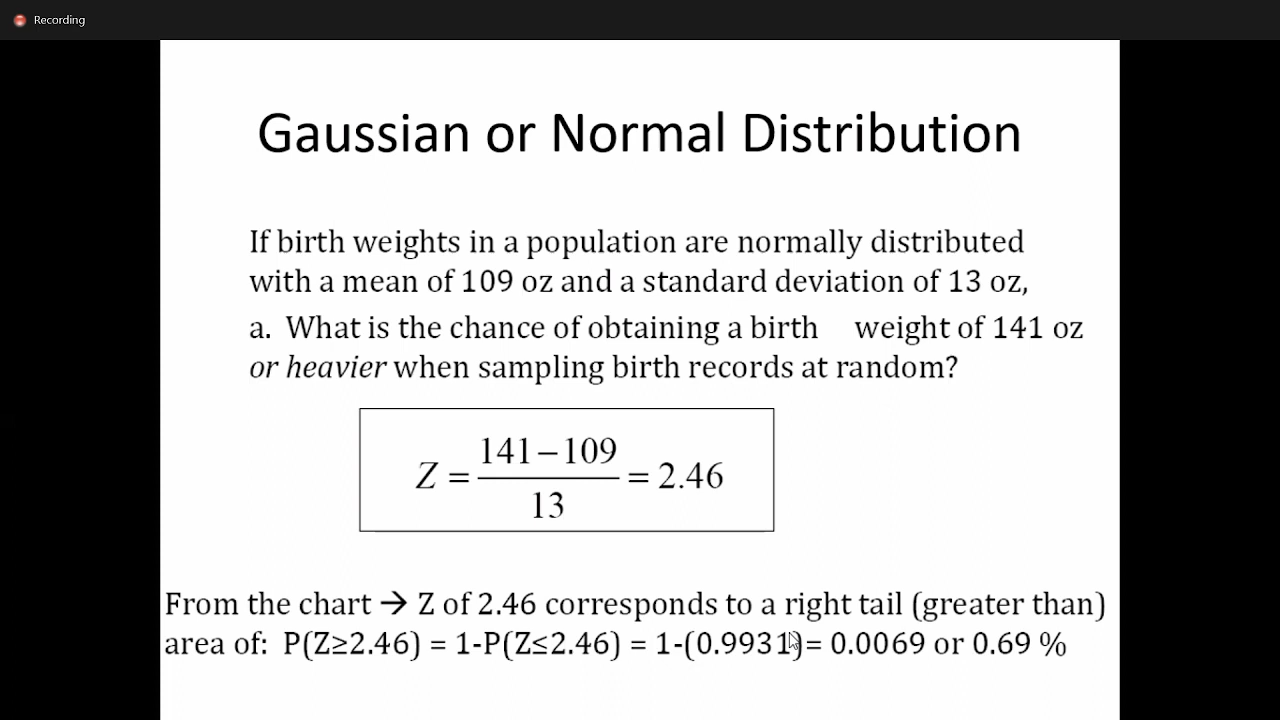 Recording
Gaussian or Normal Distribution
If birth weights in a population are normally distributed
with a mean of 109 oz and a standard deviation of 13 oz,
a. What is the chance of obtaining a birth weight of 141 oz
or heavier when sampling birth records at random?
Z = (141−109)/13 = 2.46
From the chart → Z of 2.46 corresponds to a right tail (greater than)
area of: P(Z≥2.46) = 1-P(Z≤2.46) = 1-(0.9931)= 0.0069 or 0.69 %